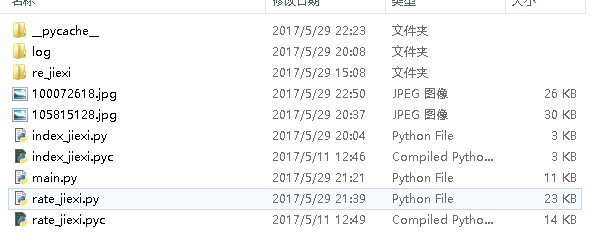 名称 修改日期 类型 大小
__pycache__ 2017/5/29 22:23 文件夹
log 2017/5/29 20:08 文件夹
re_jiexi 2017/5/29 15:08 文件夹
100072618.jpg 2017/5/29 22:50 JPEG 图像 26 KB
105815128.jpg 2017/5/29 20:37 JPEG 图像 30 KB
index_jiexi.py 2017/5/29 20:04 Python File 3 KB
index_jiexi.pyc 2017/5/11 12:46 Compiled Pytho... 3 KB
main.py 2017/5/29 21:21 Python File 11 KB
rate_jiexi.py 2017/5/29 21:39 Python File 23 KB
rate_jiexi.pyc 2017/5/11 12:49 Compiled Pytho... 14 KB